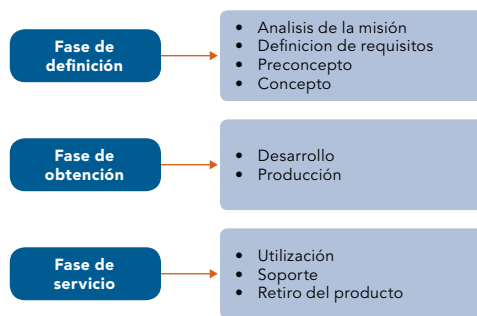 Fase de
definición
• Analisis de la misión
• Definicion de requisitos
• Preconcepto
• Concepto
Fase de
obtención
• Desarrollo
• Producción
Fase de
servicio
• Utilización
• Soporte
• Retiro del producto